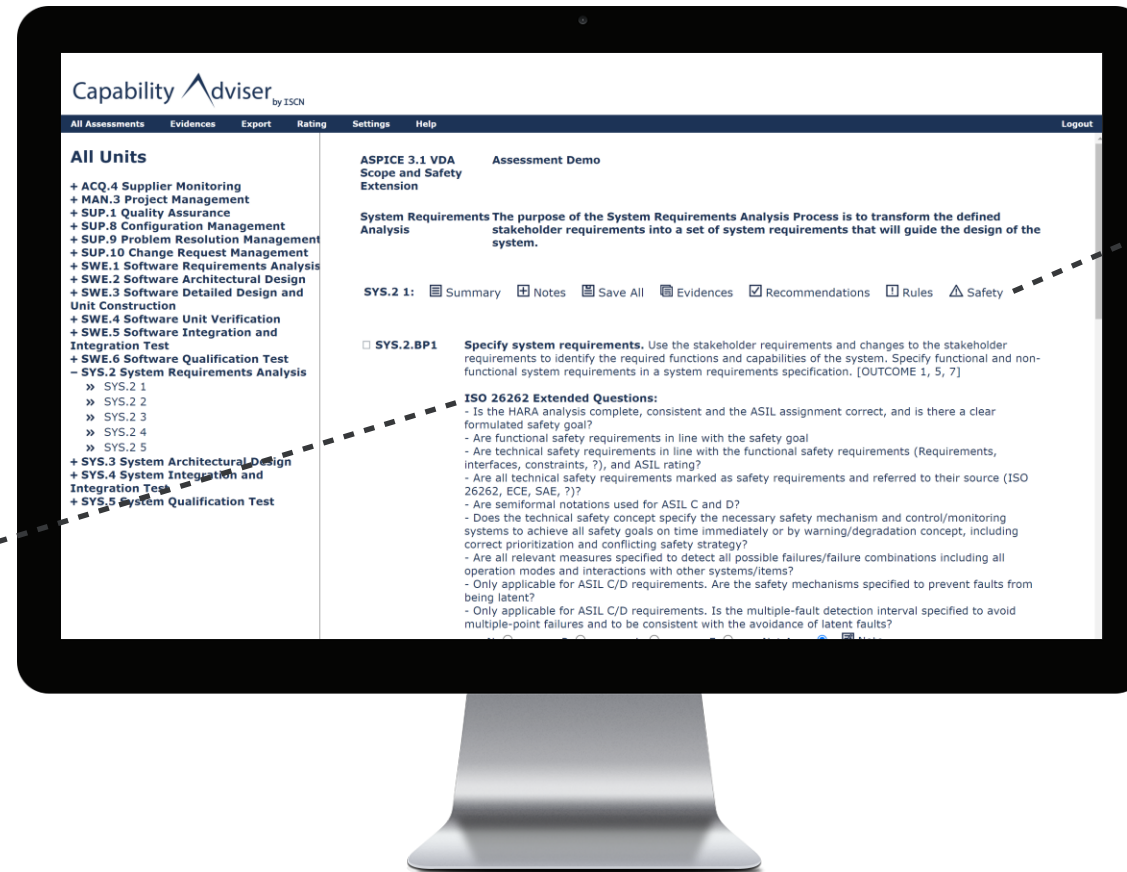 Capability Adviser by ISCN
All Assessments Evidences Export Rating Settings Help Logout
All Units
+ ACQ.4 Supplier Monitoring
+ MAN.3 Project Management
+ SUP.1 Quality Assurance
+ SUP.8 Configuration Management
+ SUP.9 Problem Resolution Management
+ SUP.10 Change Request Management
+ SWE.1 Software Requirements Analysis
+ SWE.2 Software Architectural Design
+ SWE.3 Software Detailed Design and
Unit Construction
+ SWE.4 Software Unit Verification
+ SWE.5 Software Integration and
Integration Test
+ SWE.6 Software Qualification Test
– SYS.2 System Requirements Analysis
» SYS.2 1
» SYS.2 2
» SYS.2 3
» SYS.2 4
» SYS.2 5
+ SYS.3 System Architectural Design
+ SYS.4 System Integration and
Integration Test
+ SYS.5 System Qualification Test
ASPICE 3.1 VDA
Scope and Safety
Extension
Assessment Demo
System Requirements
Analysis
The purpose of the System Requirements Analysis Process is to transform the defined
stakeholder requirements into a set of system requirements that will guide the design of the
system.
SYS.2 1: Summary Notes Save All Evidences Recommendations Rules Safety
SYS.2.BP1
Specify system requirements. Use the stakeholder requirements and changes to the stakeholder
requirements to identify the required functions and capabilities of the system. Specify functional and non-
functional system requirements in a system requirements specification. [OUTCOME 1, 5, 7]
ISO 26262 Extended Questions:
- Is the HARA analysis complete, consistent and the ASIL assignment correct, and is there a clear
formulated safety goal?
- Are functional safety requirements in line with the safety goal
- Are technical safety requirements in line with the functional safety requirements (Requirements,
interfaces, constraints, ?), and ASIL rating?
- Are all technical safety requirements marked as safety requirements and referred to their source (ISO
26262, ECE, SAE, ?)?
- Are semiformal notations used for ASIL C and D?
- Does the technical safety concept specify the necessary safety mechanism and control/monitoring
systems to achieve all safety goals on time immediately or by warning/degradation concept, including
correct prioritization and conflicting safety strategy?
- Are all relevant measures specified to detect all possible failures/failure combinations including all
operation modes and interactions with other systems/items?
- Only applicable for ASIL C/D requirements. Are the safety mechanisms specified to prevent faults from
being latent?
- Only applicable for ASIL C/D requirements. Is the multiple-fault detection interval specified to avoid
multiple-point failures and to be consistent with the avoidance of latent faults?